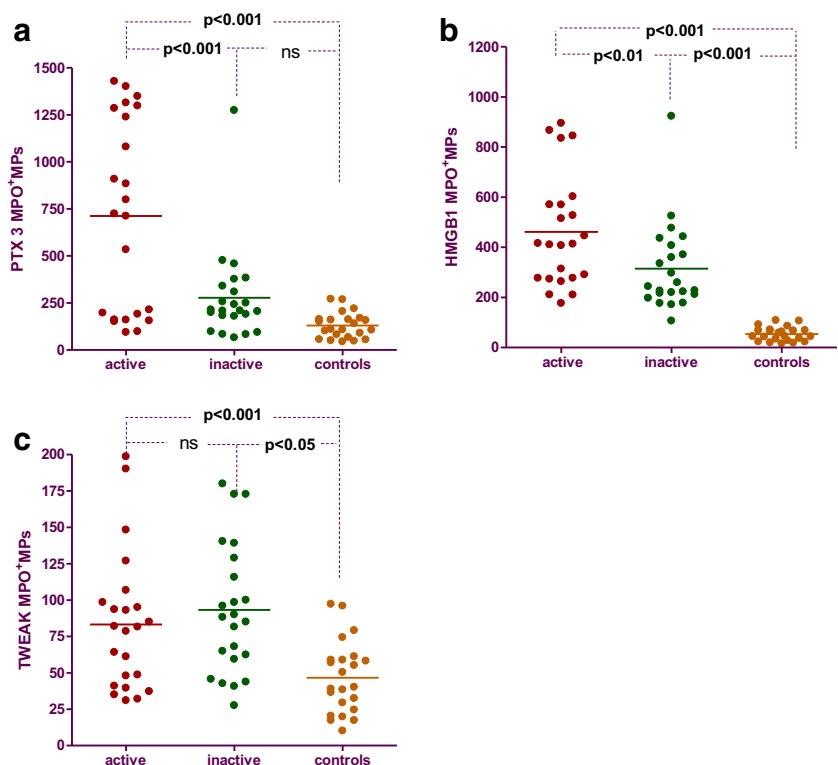 a
p<0.001
p<0.001
ns
1500
1250
1000
750
500
250
0
PTX 3 MPO⁺MPs
active
inactive
controls
b
p<0.001
p<0.01
p<0.001
1200
1000
800
600
400
200
0
HMGB1 MPO⁺MPs
active
inactive
controls
c
p<0.001
ns
p<0.05
200
175
150
125
100
75
50
25
0
TWEAK MPO⁺MPs
active
inactive
controls